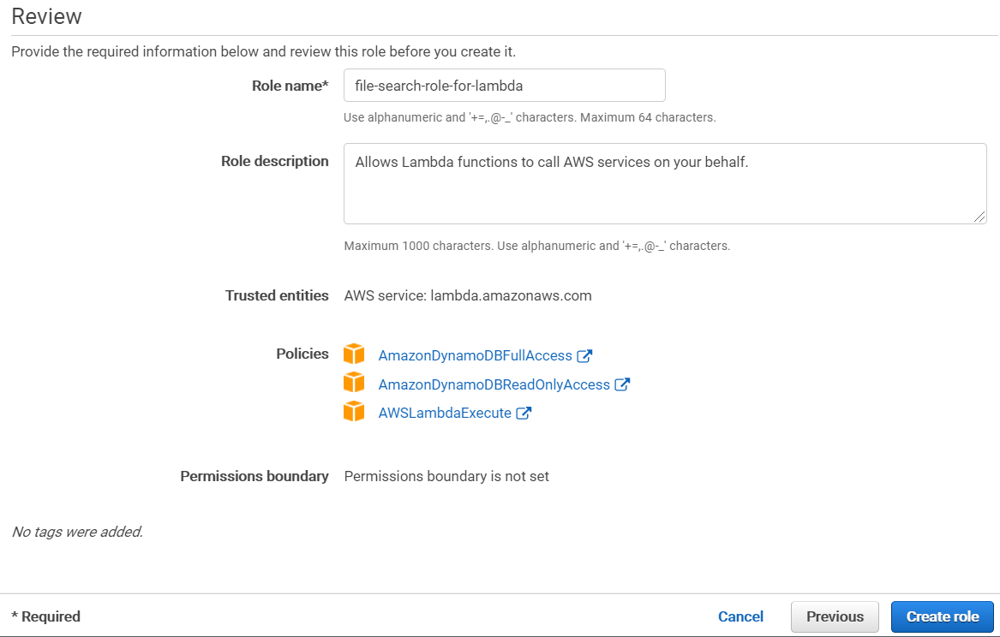 Review
Provide the required information below and review this role before you create it.
Role name* file-search-role-for-lambda
Use alphanumeric and '+=,.@-_' characters. Maximum 64 characters.
Role description Allows Lambda functions to call AWS services on your behalf.
Maximum 1000 characters. Use alphanumeric and '+=,.@-_' characters.
Trusted entities AWS service: lambda.amazonaws.com
Policies AmazonDynamoDBFullAccess
AmazonDynamoDBReadOnlyAccess
AWSLambdaExecute
Permissions boundary Permissions boundary is not set
No tags were added.
* Required Cancel Previous Create role